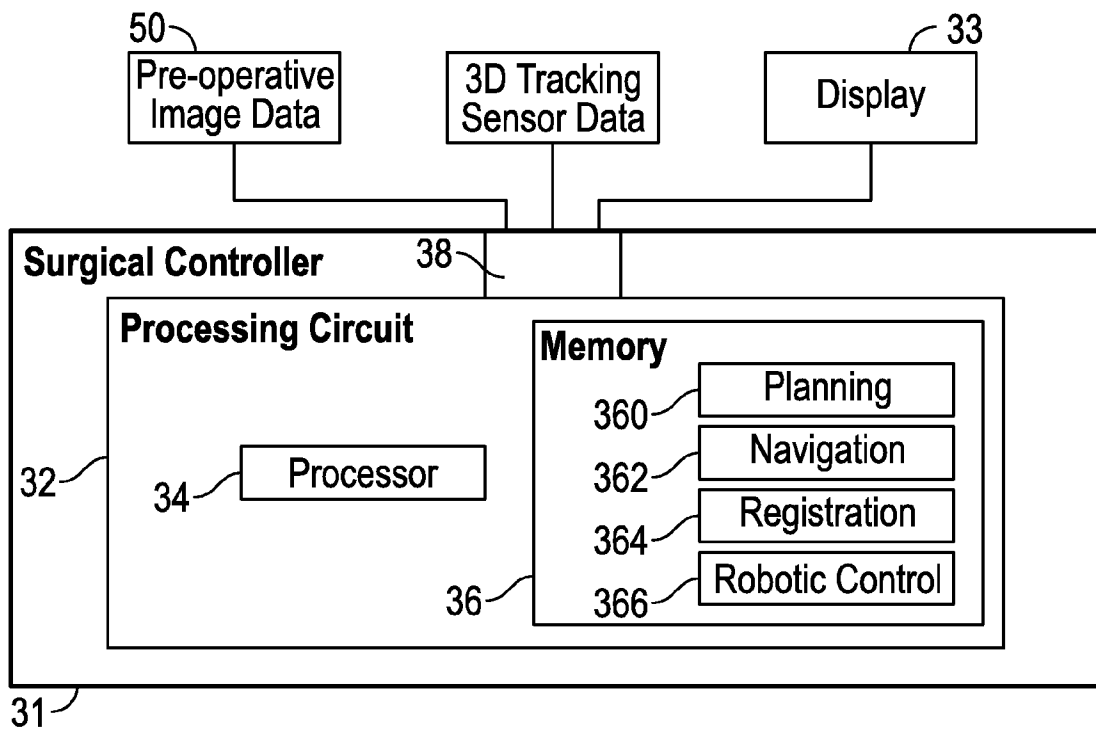 50
33
Pre-operative
Image Data
3D Tracking
Sensor Data
Display
Surgical Controller
38
Processing Circuit
Memory
Planning
360
Navigation
362
Processor
32
34
Registration
364
Robotic Control
36
366
31